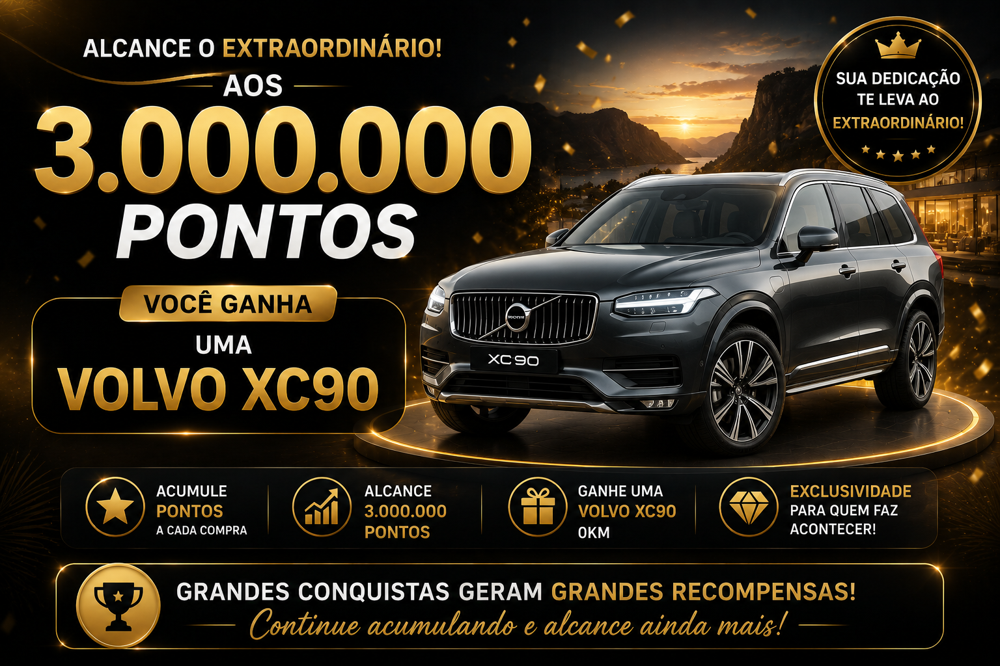 ALCANCE O EXTRAORDINÁRIO!
AOS
3.000.000
PONTOS
VOCÊ GANHA
UMA
VOLVO XC90
SUA DEDICAÇÃO
TE LEVA AO
EXTRAORDINÁRIO!
XC90
ACUMULE
PONTOS
A CADA COMPRA
ALCANCE
3.000.000
PONTOS
GANHE UMA
VOLVO XC90
0KM
EXCLUSIVIDADE
PARA QUEM FAZ
ACONTECER!
GRANDES CONQUISTAS GERAM GRANDES RECOMPENSAS!
Continue acumulando e alcance ainda mais!